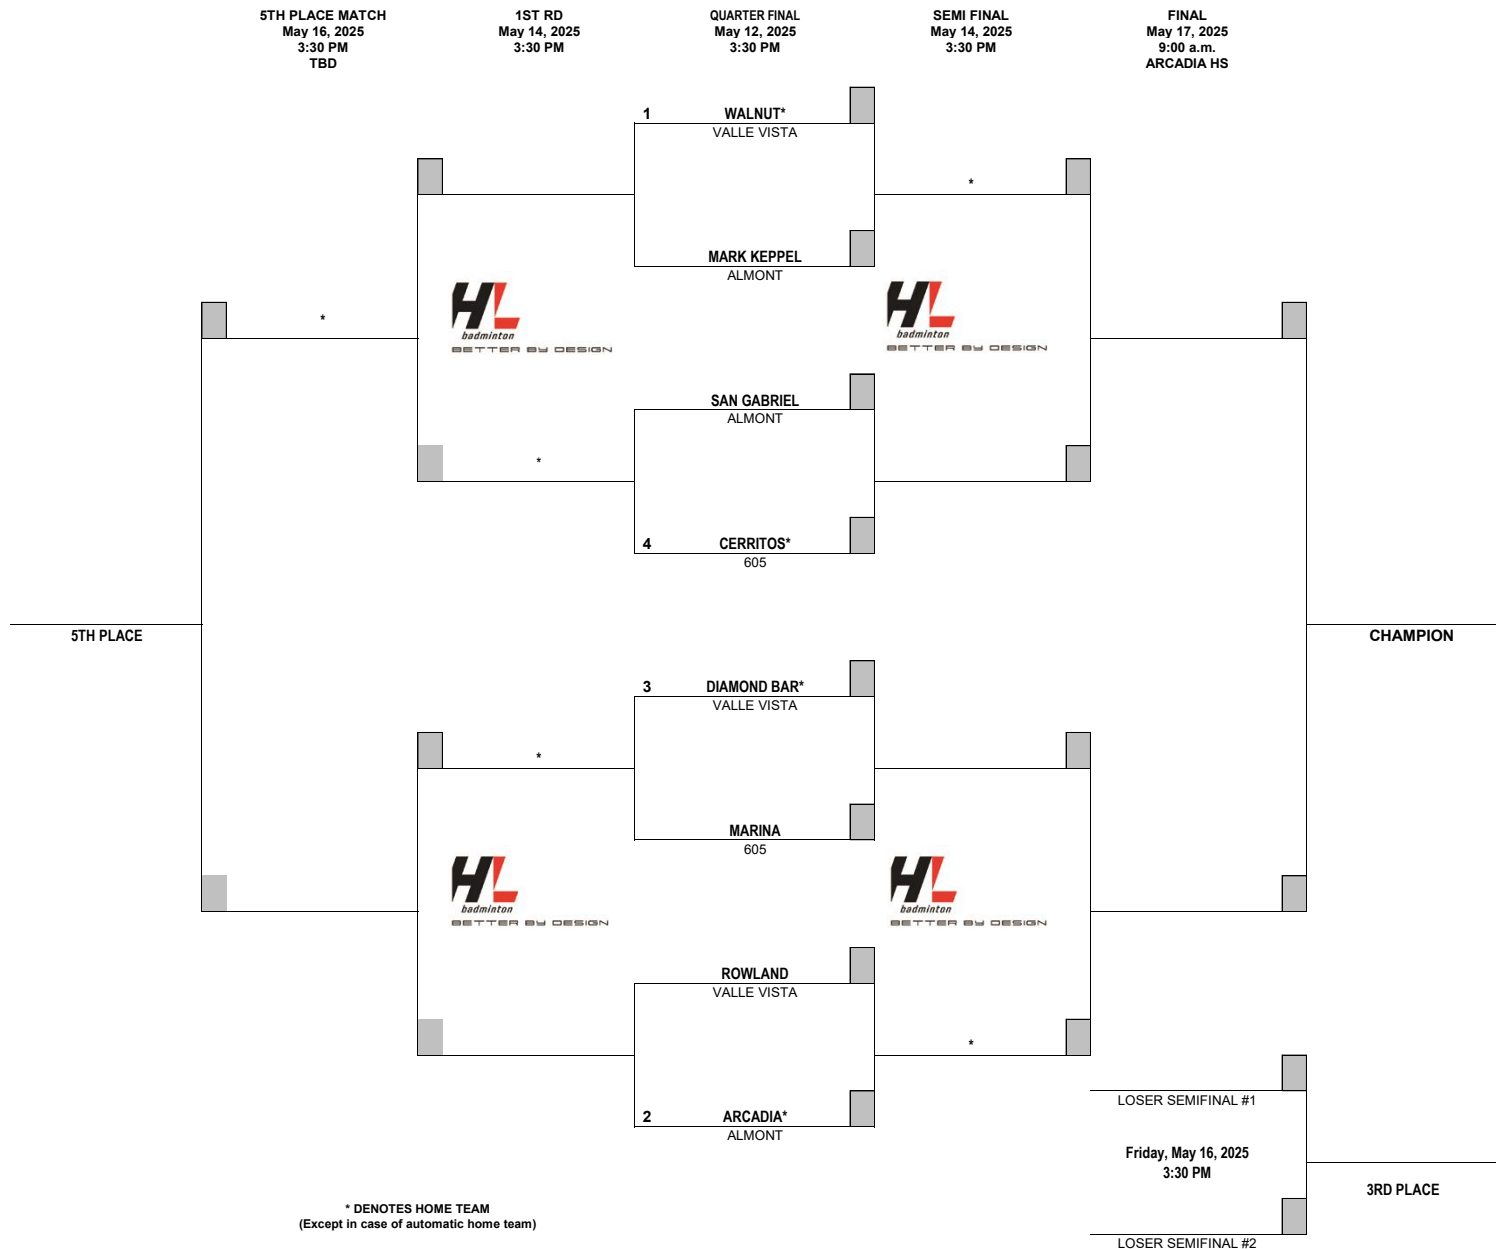 5TH PLACE MATCH
May 16, 2025
3:30 PM
TBD
1ST RD
May 14, 2025
3:30 PM
QUARTER FINAL
May 12, 2025
3:30 PM
SEMI FINAL
May 14, 2025
3:30 PM
FINAL
May 17, 2025
9:00 a.m.
ARCADIA HS
1 WALNUT*
VALLE VISTA
*
MARK KEPPEL
ALMONT
HL
badminton
BETTER BY DESIGN
HL
badminton
BETTER BY DESIGN
*
SAN GABRIEL
ALMONT
*
4 CERRITOS*
605
5TH PLACE
CHAMPION
3 DIAMOND BAR*
VALLE VISTA
*
MARINA
605
HL
badminton
BETTER BY DESIGN
HL
badminton
BETTER BY DESIGN
ROWLAND
VALLE VISTA
*
2 ARCADIA*
ALMONT
LOSER SEMIFINAL #1
Friday, May 16, 2025
3:30 PM
3RD PLACE
LOSER SEMIFINAL #2
* DENOTES HOME TEAM
(Except in case of automatic home team)